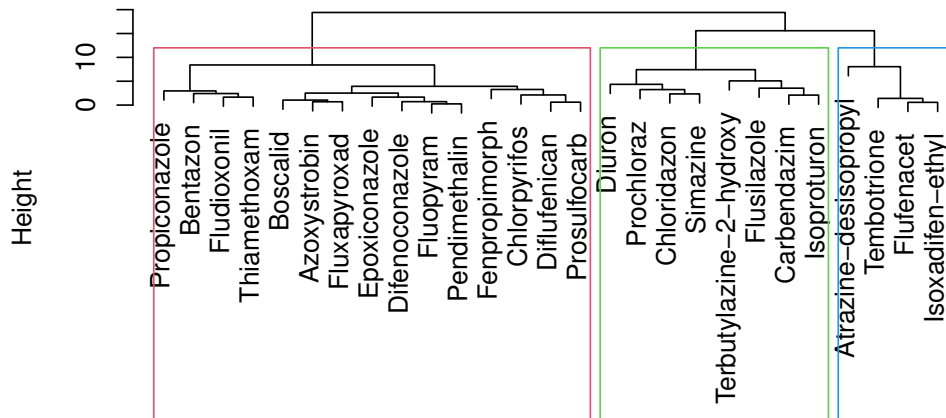 Height
0
10
Propiconazole
Bentazon
Fludioxonil
Thiamethoxam
Boscalid
Azoxystrobin
Fluxapyroxad
Epoxiconazole
Difenoconazole
Fluopyram
Pendimethalin
Fenpropimorph
Chlorpyrifos
Diflufenican
Prosulfocarb
Diuron
Prochloraz
Chloridazon
Simazine
Terbutylazine−2−hydroxy
Flusilazole
Carbendazim
Isoproturon
Atrazine−desisopropyl
Tembotrione
Flufenacet
Isoxadifen−ethyl